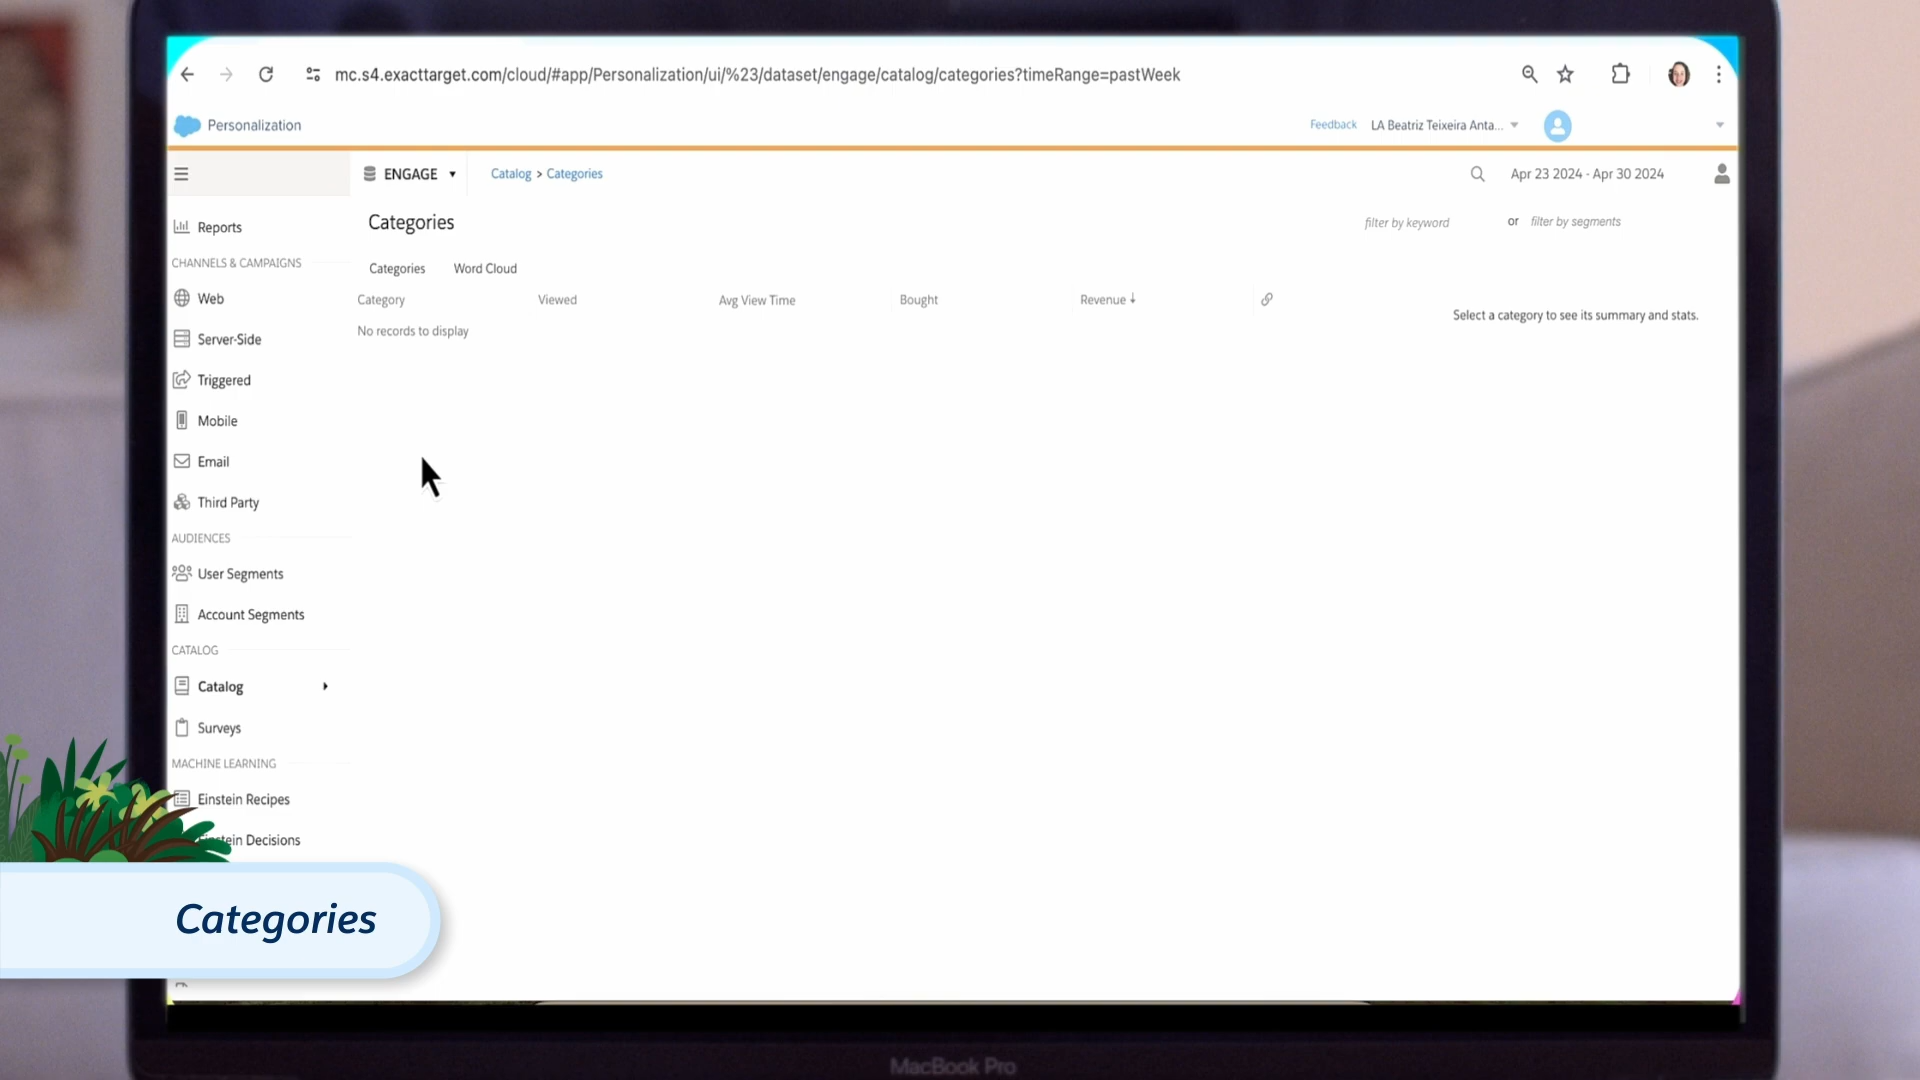 mc.s4.exacttarget.com/cloud/#app/Personalization/ui/%23/dataset/engage/catalog/categories?timeRange=pastWeek
Personalization
Feedback LA Beatriz Teixeira Anta...
ENGAGE Catalog > Categories Apr 23 2024 - Apr 30 2024
Categories filter by keyword or filter by segments
Categories Word Cloud
Category Viewed Avg View Time Bought Revenue
No records to display
Select a category to see its summary and stats.
Reports
CHANNELS & CAMPAIGNS
Web
Server-Side
Triggered
Mobile
Email
Third Party
AUDIENCES
User Segments
Account Segments
CATALOG
Catalog
Surveys
MACHINE LEARNING
Einstein Recipes
Einstein Decisions
Categories
MacBook Pro